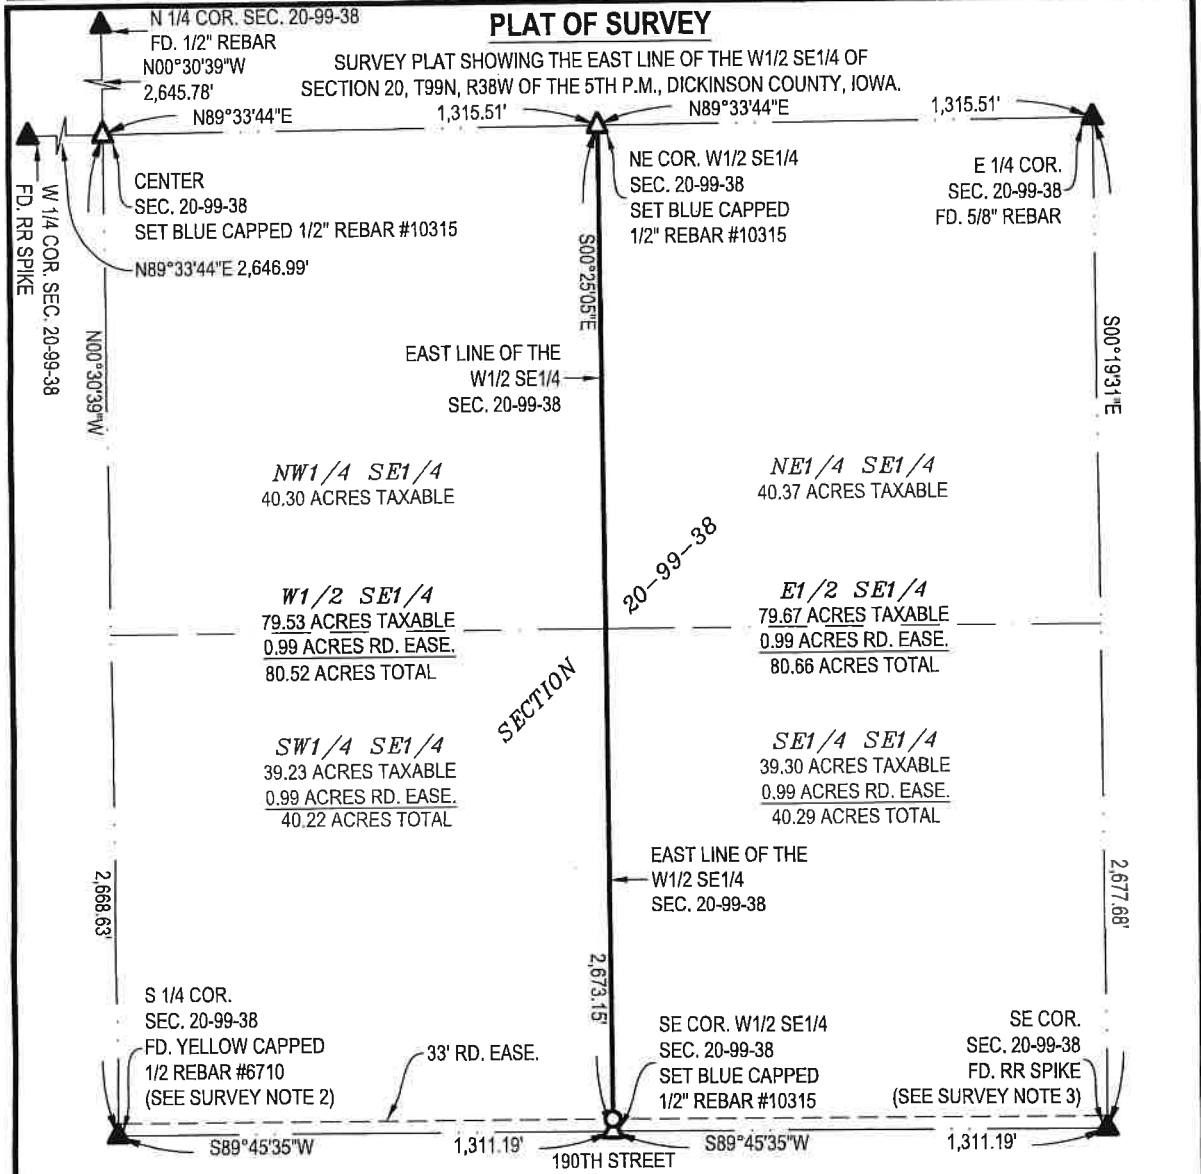 PLAT OF SURVEY
SURVEY PLAT SHOWING THE EAST LINE OF THE W1/2 SE1/4 OF
SECTION 20, T99N, R38W OF THE 5TH P.M., DICKINSON COUNTY, IOWA.
N 1/4 COR. SEC. 20-99-38
FD. 1/2" REBAR
N00°30'39"W
2,645.78'
N89°33'44"E
1,315.51'
N89°33'44"E
1,315.51'
W 1/4 COR. SEC. 20-99-38
FD. RR SPIKE
CENTER
SEC. 20-99-38
SET BLUE CAPPED 1/2" REBAR #10315
N89°33'44"E 2,646.99'
NE COR. W1/2 SE1/4
SEC. 20-99-38
SET BLUE CAPPED
1/2" REBAR #10315
E 1/4 COR.
SEC. 20-99-38
FD. 5/8" REBAR
N00°30'39"W
S00°25'05"E
S00°19'31"E
EAST LINE OF THE
W1/2 SE1/4
SEC. 20-99-38
NW1/4 SE1/4
40.30 ACRES TAXABLE
NE1/4 SE1/4
40.37 ACRES TAXABLE
SECTION 20-99-38
W1/2 SE1/4
79.53 ACRES TAXABLE
0.99 ACRES RD. EASE.
80.52 ACRES TOTAL
E1/2 SE1/4
79.67 ACRES TAXABLE
0.99 ACRES RD. EASE.
80.66 ACRES TOTAL
SW1/4 SE1/4
39.23 ACRES TAXABLE
0.99 ACRES RD. EASE.
40.22 ACRES TOTAL
SE1/4 SE1/4
39.30 ACRES TAXABLE
0.99 ACRES RD. EASE.
40.29 ACRES TOTAL
EAST LINE OF THE
W1/2 SE1/4
SEC. 20-99-38
2,668.63'
2,673.15'
2,677.68'
S 1/4 COR.
SEC. 20-99-38
FD. YELLOW CAPPED
1/2 REBAR #6710
(SEE SURVEY NOTE 2)
33' RD. EASE.
SE COR. W1/2 SE1/4
SEC. 20-99-38
SET BLUE CAPPED
1/2" REBAR #10315
SE COR.
SEC. 20-99-38
FD. RR SPIKE
(SEE SURVEY NOTE 3)
S89°45'35"W
1,311.19'
S89°45'35"W
1,311.19'
190TH STREET